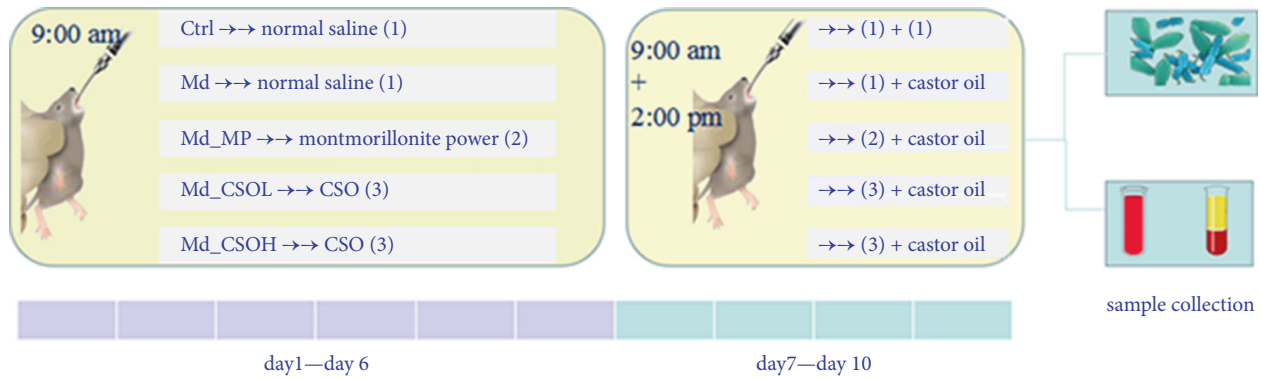 9:00 am
Ctrl →→ normal saline (1)
Md →→ normal saline (1)
Md_MP →→ montmorillonite power (2)
Md_CSOL →→ CSO (3)
Md_CSOH →→ CSO (3)
9:00 am
+
2:00 pm
→→ (1) + (1)
→→ (1) + castor oil
→→ (2) + castor oil
→→ (3) + castor oil
→→ (3) + castor oil
sample collection
day1—day 6
day7—day 10